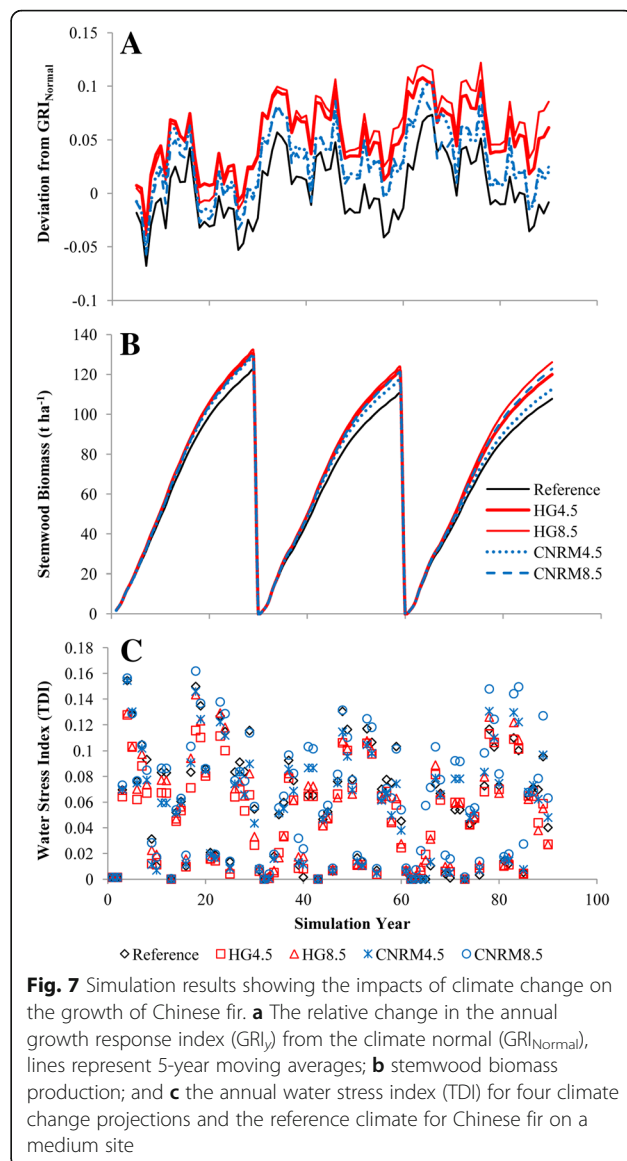 A
0.15
0.1
0.05
0
-0.05
-0.1
Deviation from GRINormal
B
140
120
100
80
60
40
20
0
Stemwood Biomass (t ha-1)
Reference
HG4.5
HG8.5
CNRM4.5
CNRM8.5
C
0.18
0.16
0.14
0.12
0.1
0.08
0.06
0.04
0.02
0
Water Stress Index (TDI)
0 20 40 60 80 100
Simulation Year
Reference HG4.5 HG8.5 CNRM4.5 CNRM8.5
Fig. 7 Simulation results showing the impacts of climate change on
the growth of Chinese fir. a The relative change in the annual
growth response index (GRIy) from the climate normal (GRINormal),
lines represent 5-year moving averages; b stemwood biomass
production; and c the annual water stress index (TDI) for four climate
change projections and the reference climate for Chinese fir on a
medium site